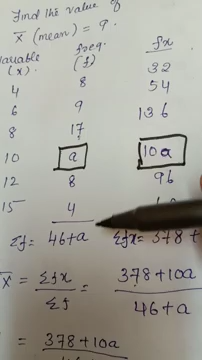 Find the value of
x̄ (mean) = 9.
variable (x). freq. (f) fx
4 8 32
6 9 54
8 17 136
10 a 10a
12 8 96
15 4
Σf = 46+a Σfx = 378+
x̄ = Σfx / Σf = 378+10a / 46+a
= 378+10a